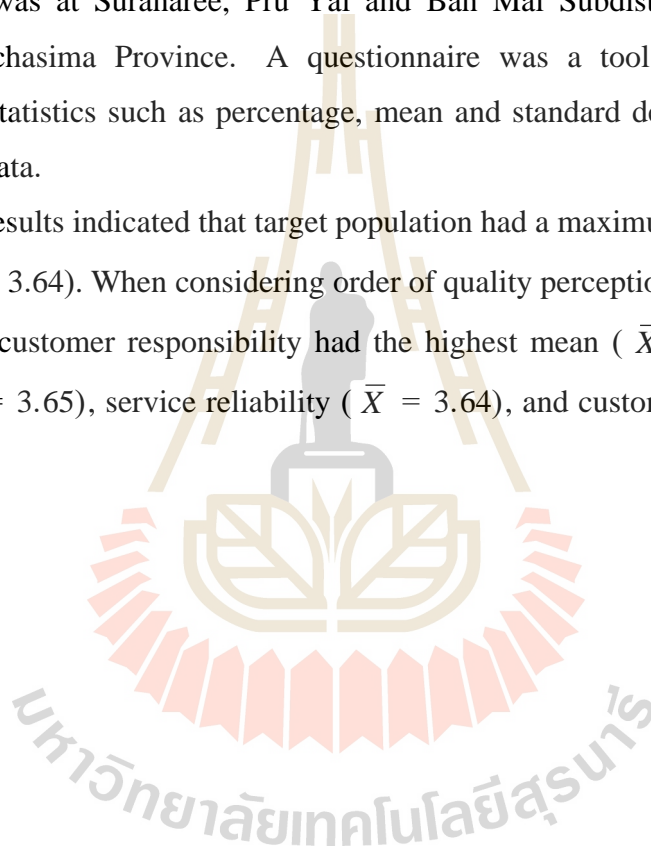 was at Suranaree, Pru Yai and Ban Mai Subdist
chasima Province. A questionnaire was a tool
tatistics such as percentage, mean and standard de
ata.
esults indicated that target population had a maximu
3.64). When considering order of quality perceptio
customer responsibility had the highest mean ( X̄
= 3.65), service reliability ( X̄ = 3.64), and custor
มหาวิทยาลัยเทคโนโลยีสุรนารี